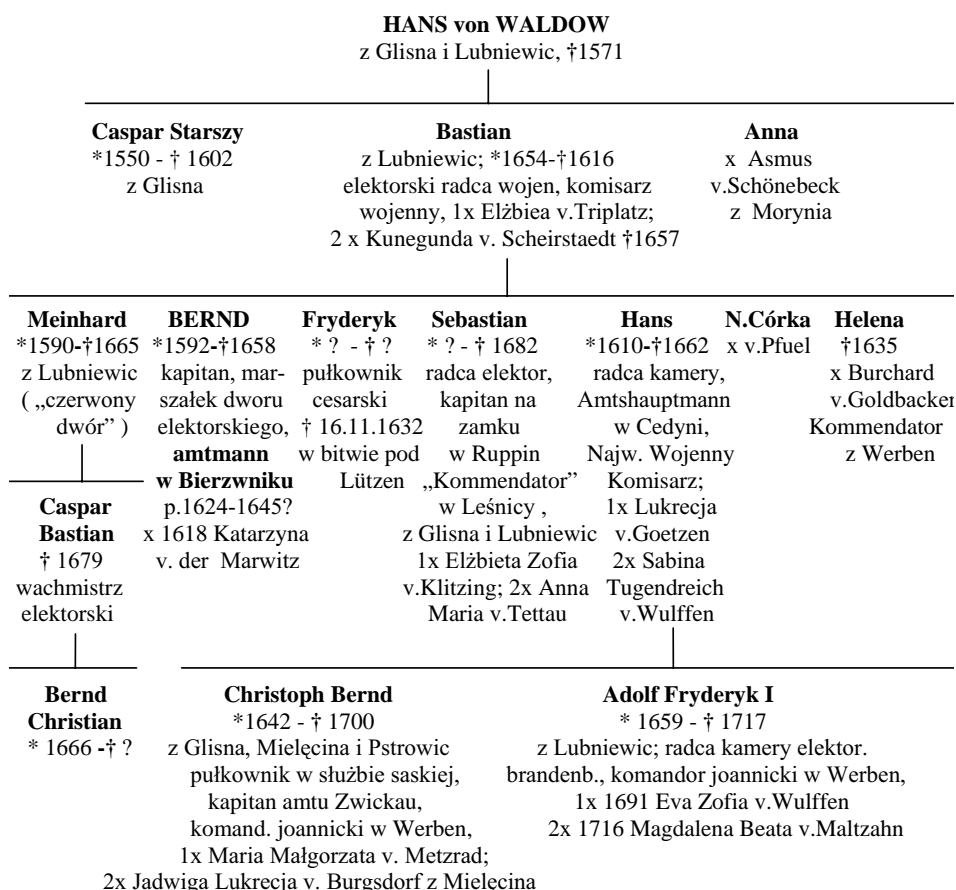 HANS von WALDOW
z Glisna i Lubniewic, †1571
Caspar Starszy
*1550 - † 1602
z Glisna
Bastian
z Lubniewic; *1654-†1616
elektorski radca wojen, komisarz
wojenny, 1x Elżbiea v.Triplatz;
2 x Kunegunda v. Scheirstaedt †1657
Anna
x Asmus
v.Schönebeck
z Morynia
Meinhard
*1590-†1665
z Lubniewic
( „czerwony
dwór” )
BERND
*1592-†1658
kapitan, mar-
szałek dworu
elektorskiego,
amtmann
w Bierzwniku
p.1624-1645?
x 1618 Katarzyna
v. der Marwitz
Fryderyk
* ? - † ?
pułkownik
cesarski
† 16.11.1632
w bitwie pod
Lützen
Sebastian
* ? - † 1682
radca elektor,
kapitan na
zamku
w Ruppin
„Kommendator”
w Leśnicy ,
z Glisna i Lubniewic
1x Elżbieta Zofia
v.Klitzing; 2x Anna
Maria v.Tettau
Hans
*1610-†1662
radca kamery,
Amtshauptmann
w Cedyni,
Najw. Wojenny
Komisarz;
1x Lukrecja
v.Goetzen
2x Sabina
Tugendreich
v.Wulffen
N.Córka
x v.Pfuel
Helena
†1635
x Burchard
v.Goldbacker
Kommendator
z Werben
Caspar
Bastian
† 1679
wachmistrz
elektorski
Bernd
Christian
* 1666 -† ?
Christoph Bernd
*1642 - † 1700
z Glisna, Mielęcina i Pstrowic
pułkownik w służbie saskiej,
kapitan amtu Zwickau,
komand. joannicki w Werben,
1x Maria Małgorzata v. Metzrad;
2x Jadwiga Lukrecja v. Burgsdorf z Mielęcina
Adolf Fryderyk I
* 1659 - † 1717
z Lubniewic; radca kamery elektor.
brandenb., komandor joannicki w Werben,
1x 1691 Eva Zofia v.Wulffen
2x 1716 Magdalena Beata v.Maltzahn